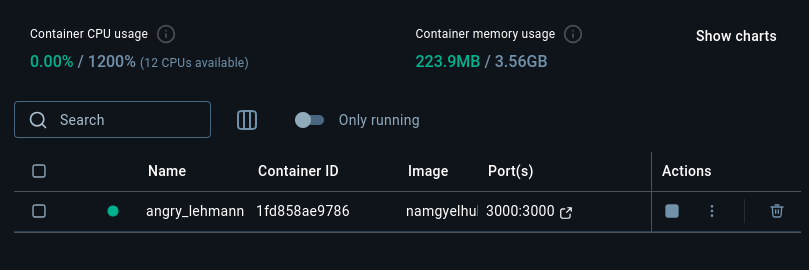 Container CPU usage
0.00% / 1200% (12 CPUs available)
Container memory usage
223.9MB / 3.56GB
Show charts
Search
Only running
Name Container ID Image Port(s) Actions
angry_lehmann 1fd858ae9786 namgyelhu 3000:3000